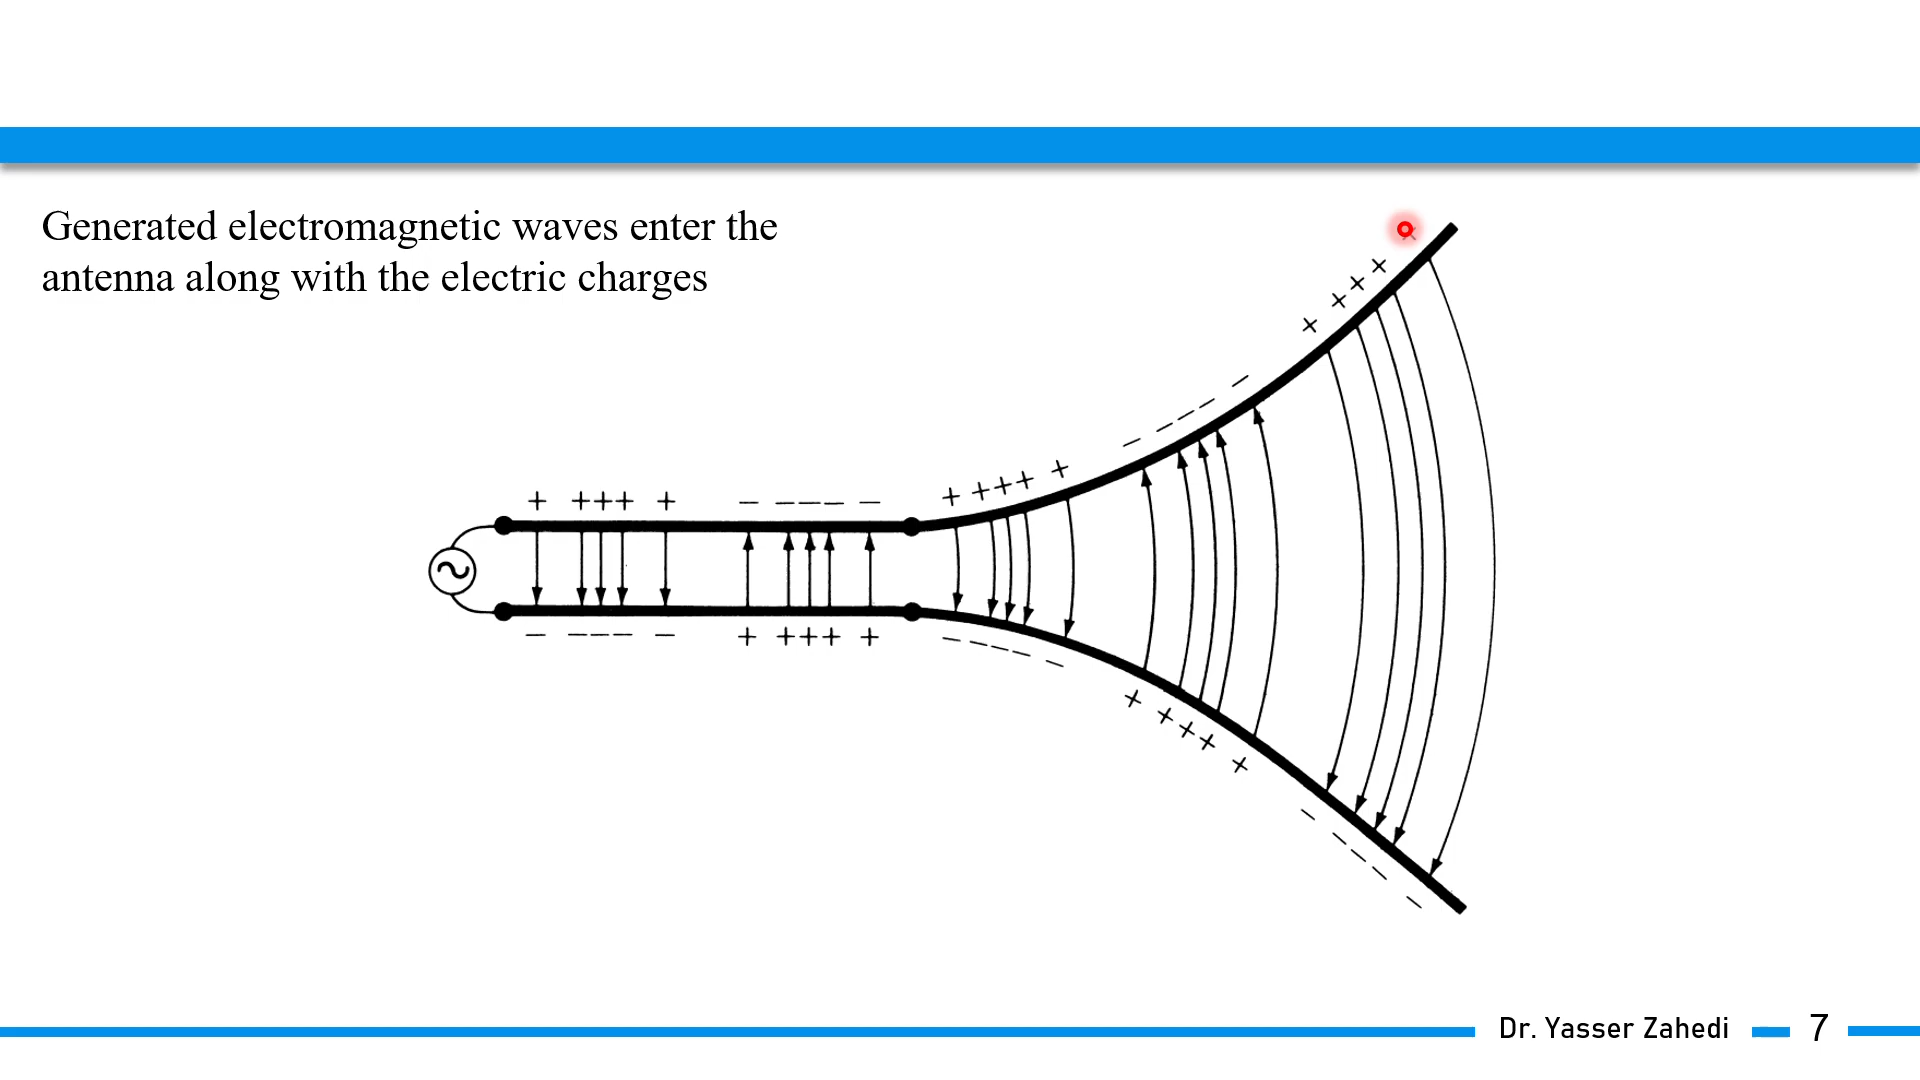 Generated electromagnetic waves enter the
antenna along with the electric charges
+ +++ +
− −−− −
− −−− −
+ +++ +
+ +++ +
− −−− −
− −−− −
+ +++ +
+ +++
− −−− −
Dr. Yasser Zahedi
7